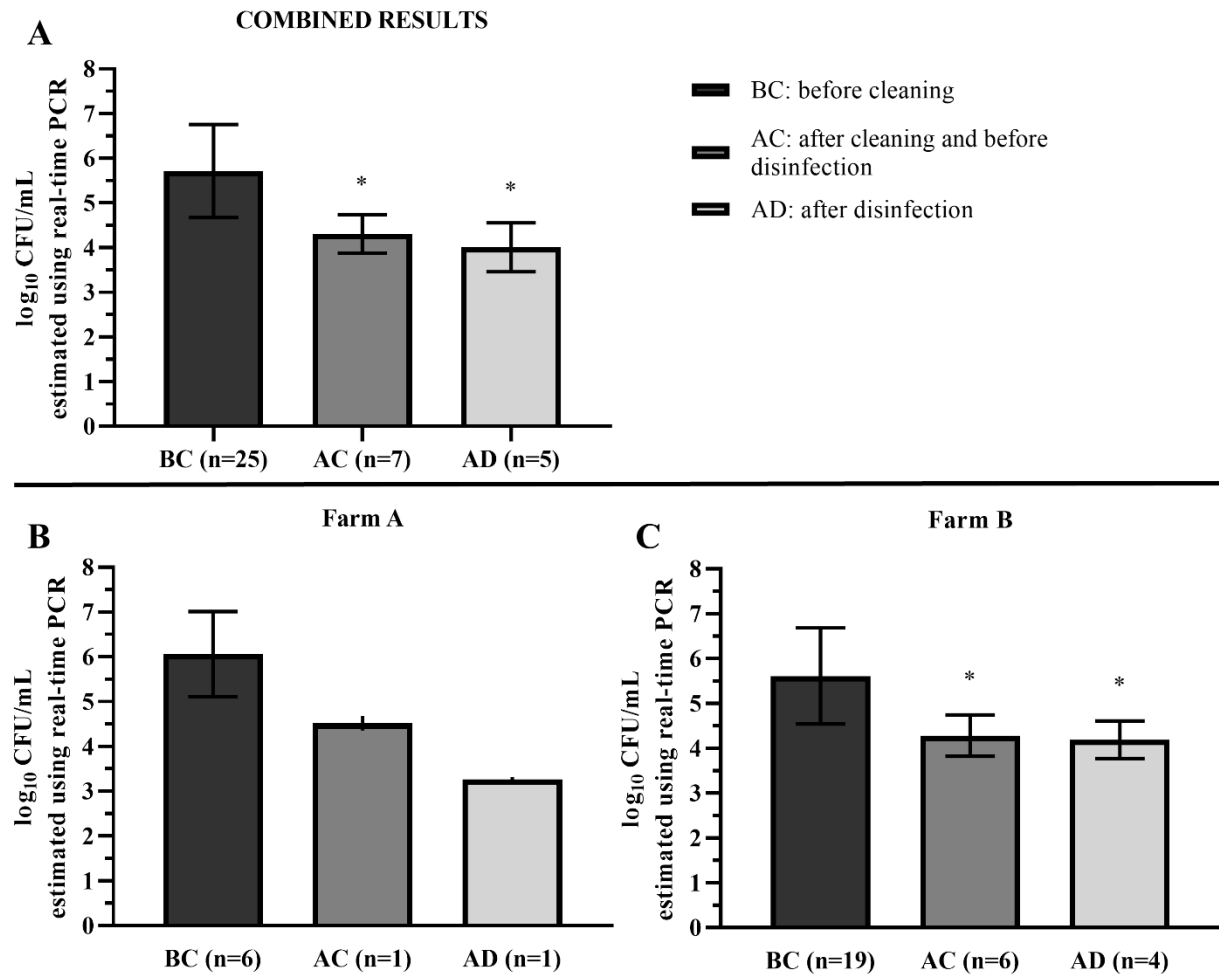 COMBINED RESULTS
A
log10 CFU/mL
estimated using real-time PCR
8
7
6
5
4
3
2
1
0
*
*
BC (n=25)
AC (n=7)
AD (n=5)
BC: before cleaning
AC: after cleaning and before
disinfection
AD: after disinfection
Farm A
B
log10 CFU/mL
estimated using real-time PCR
8
7
6
5
4
3
2
1
0
BC (n=6)
AC (n=1)
AD (n=1)
Farm B
C
log10 CFU/mL
estimated using real-time PCR
8
7
6
5
4
3
2
1
0
*
*
BC (n=19)
AC (n=6)
AD (n=4)